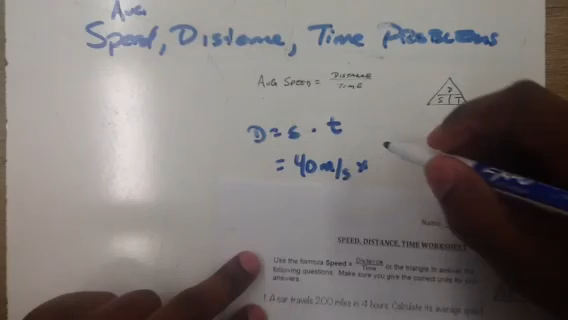 Avg
Speed, Distance, Time Problems
Avg Speed = Distance / Time
D
S T
D = s · t
= 40 m/s x
Name:
SPEED, DISTANCE, TIME WORKSHEET
Use the formula Speed = Distance / Time or the triangle to answer the
following questions. Make sure you give the correct units for your
answers.
1. A car travels 200 miles in 4 hours. Calculate its average speed